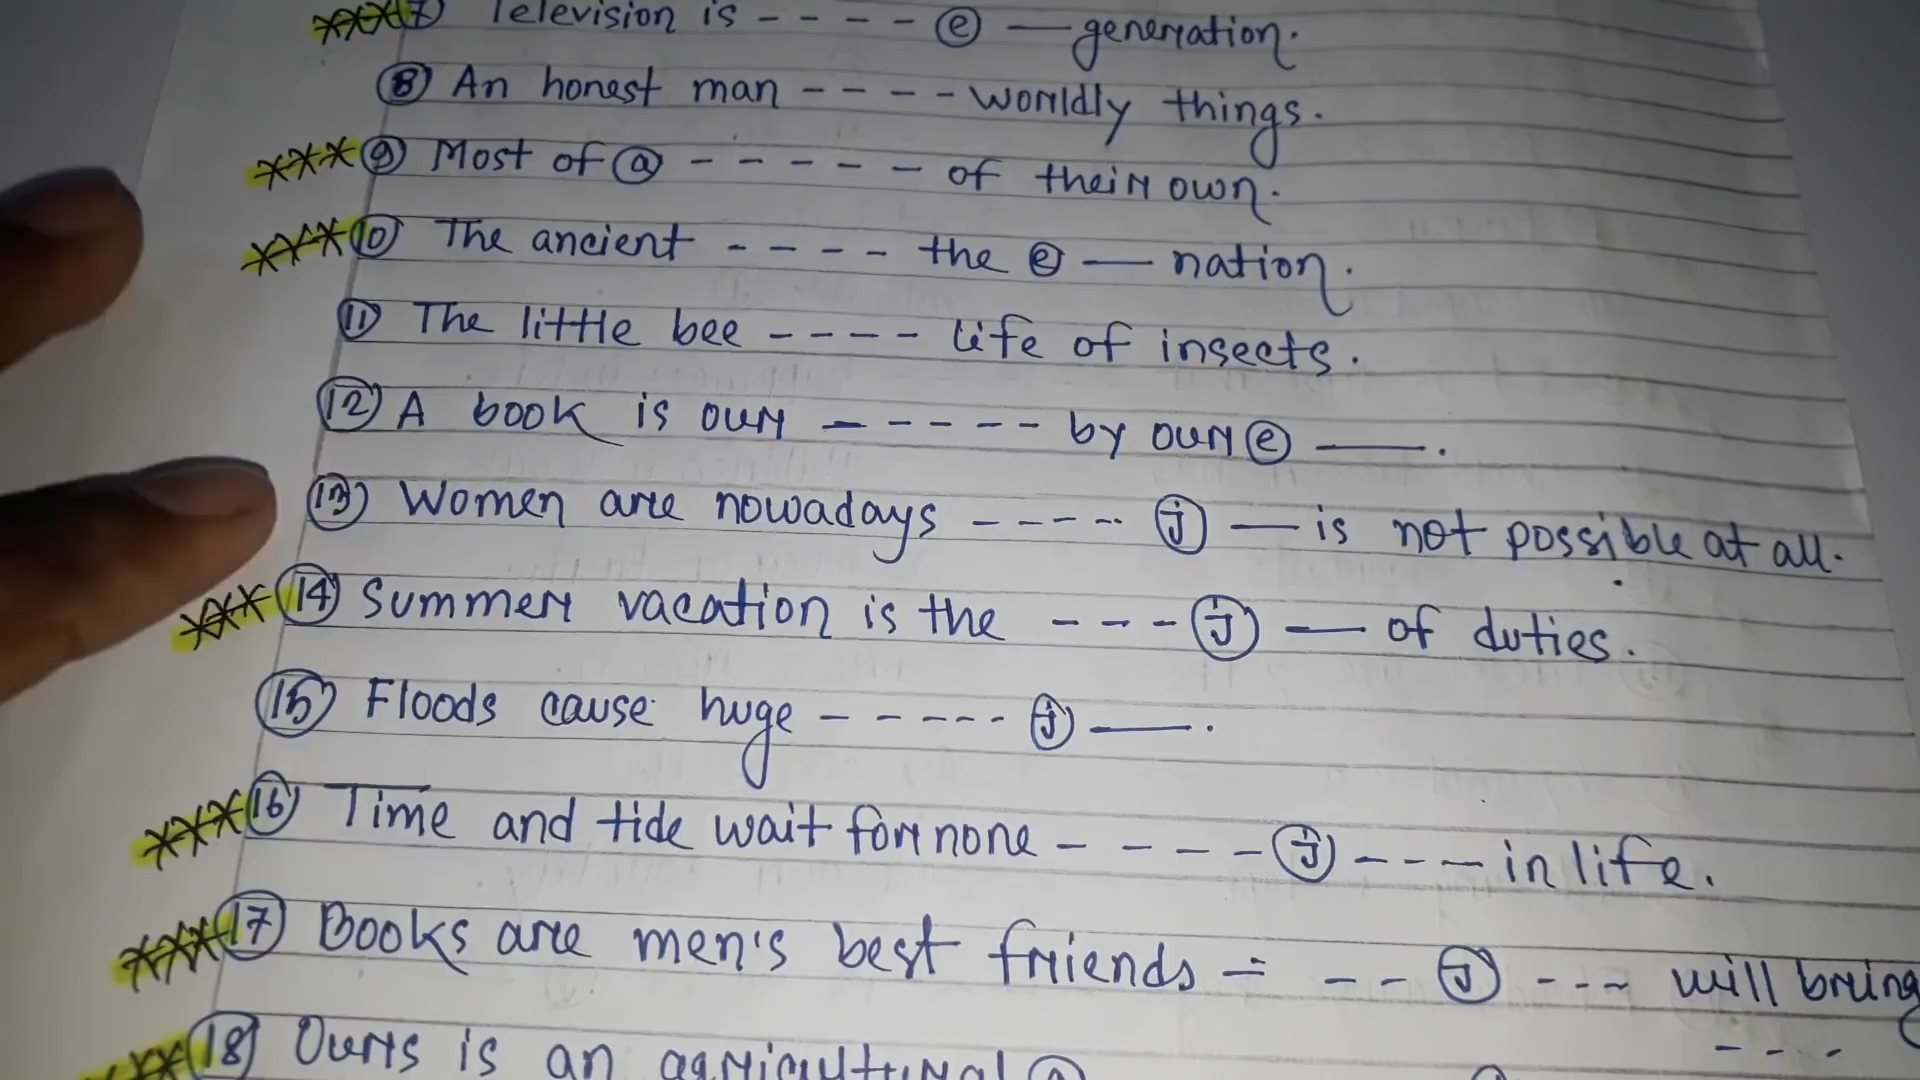 ***(7) Television is - - - - (e) — generation.
(8) An honest man - - - - worldly things.
***(9) Most of (a) - - - - - - of their own.
***(10) The ancient - - - - the (e) — nation.
(11) The little bee - - - - life of insects.
(12) A book is our - - - - - - by our (e) —.
(13) Women are nowadays - - - - - (j) — is not possible at all.
***(14) Summer vacation is the - - - (j) — of duties.
(15) Floods cause huge - - - - - - (j) —.
***(16) Time and tide wait for none - - - - - (j) - - - in life.
***(17) Books are men's best friends = - - (j) - - - will bring
- - -
**(18) Ours is an agricultural